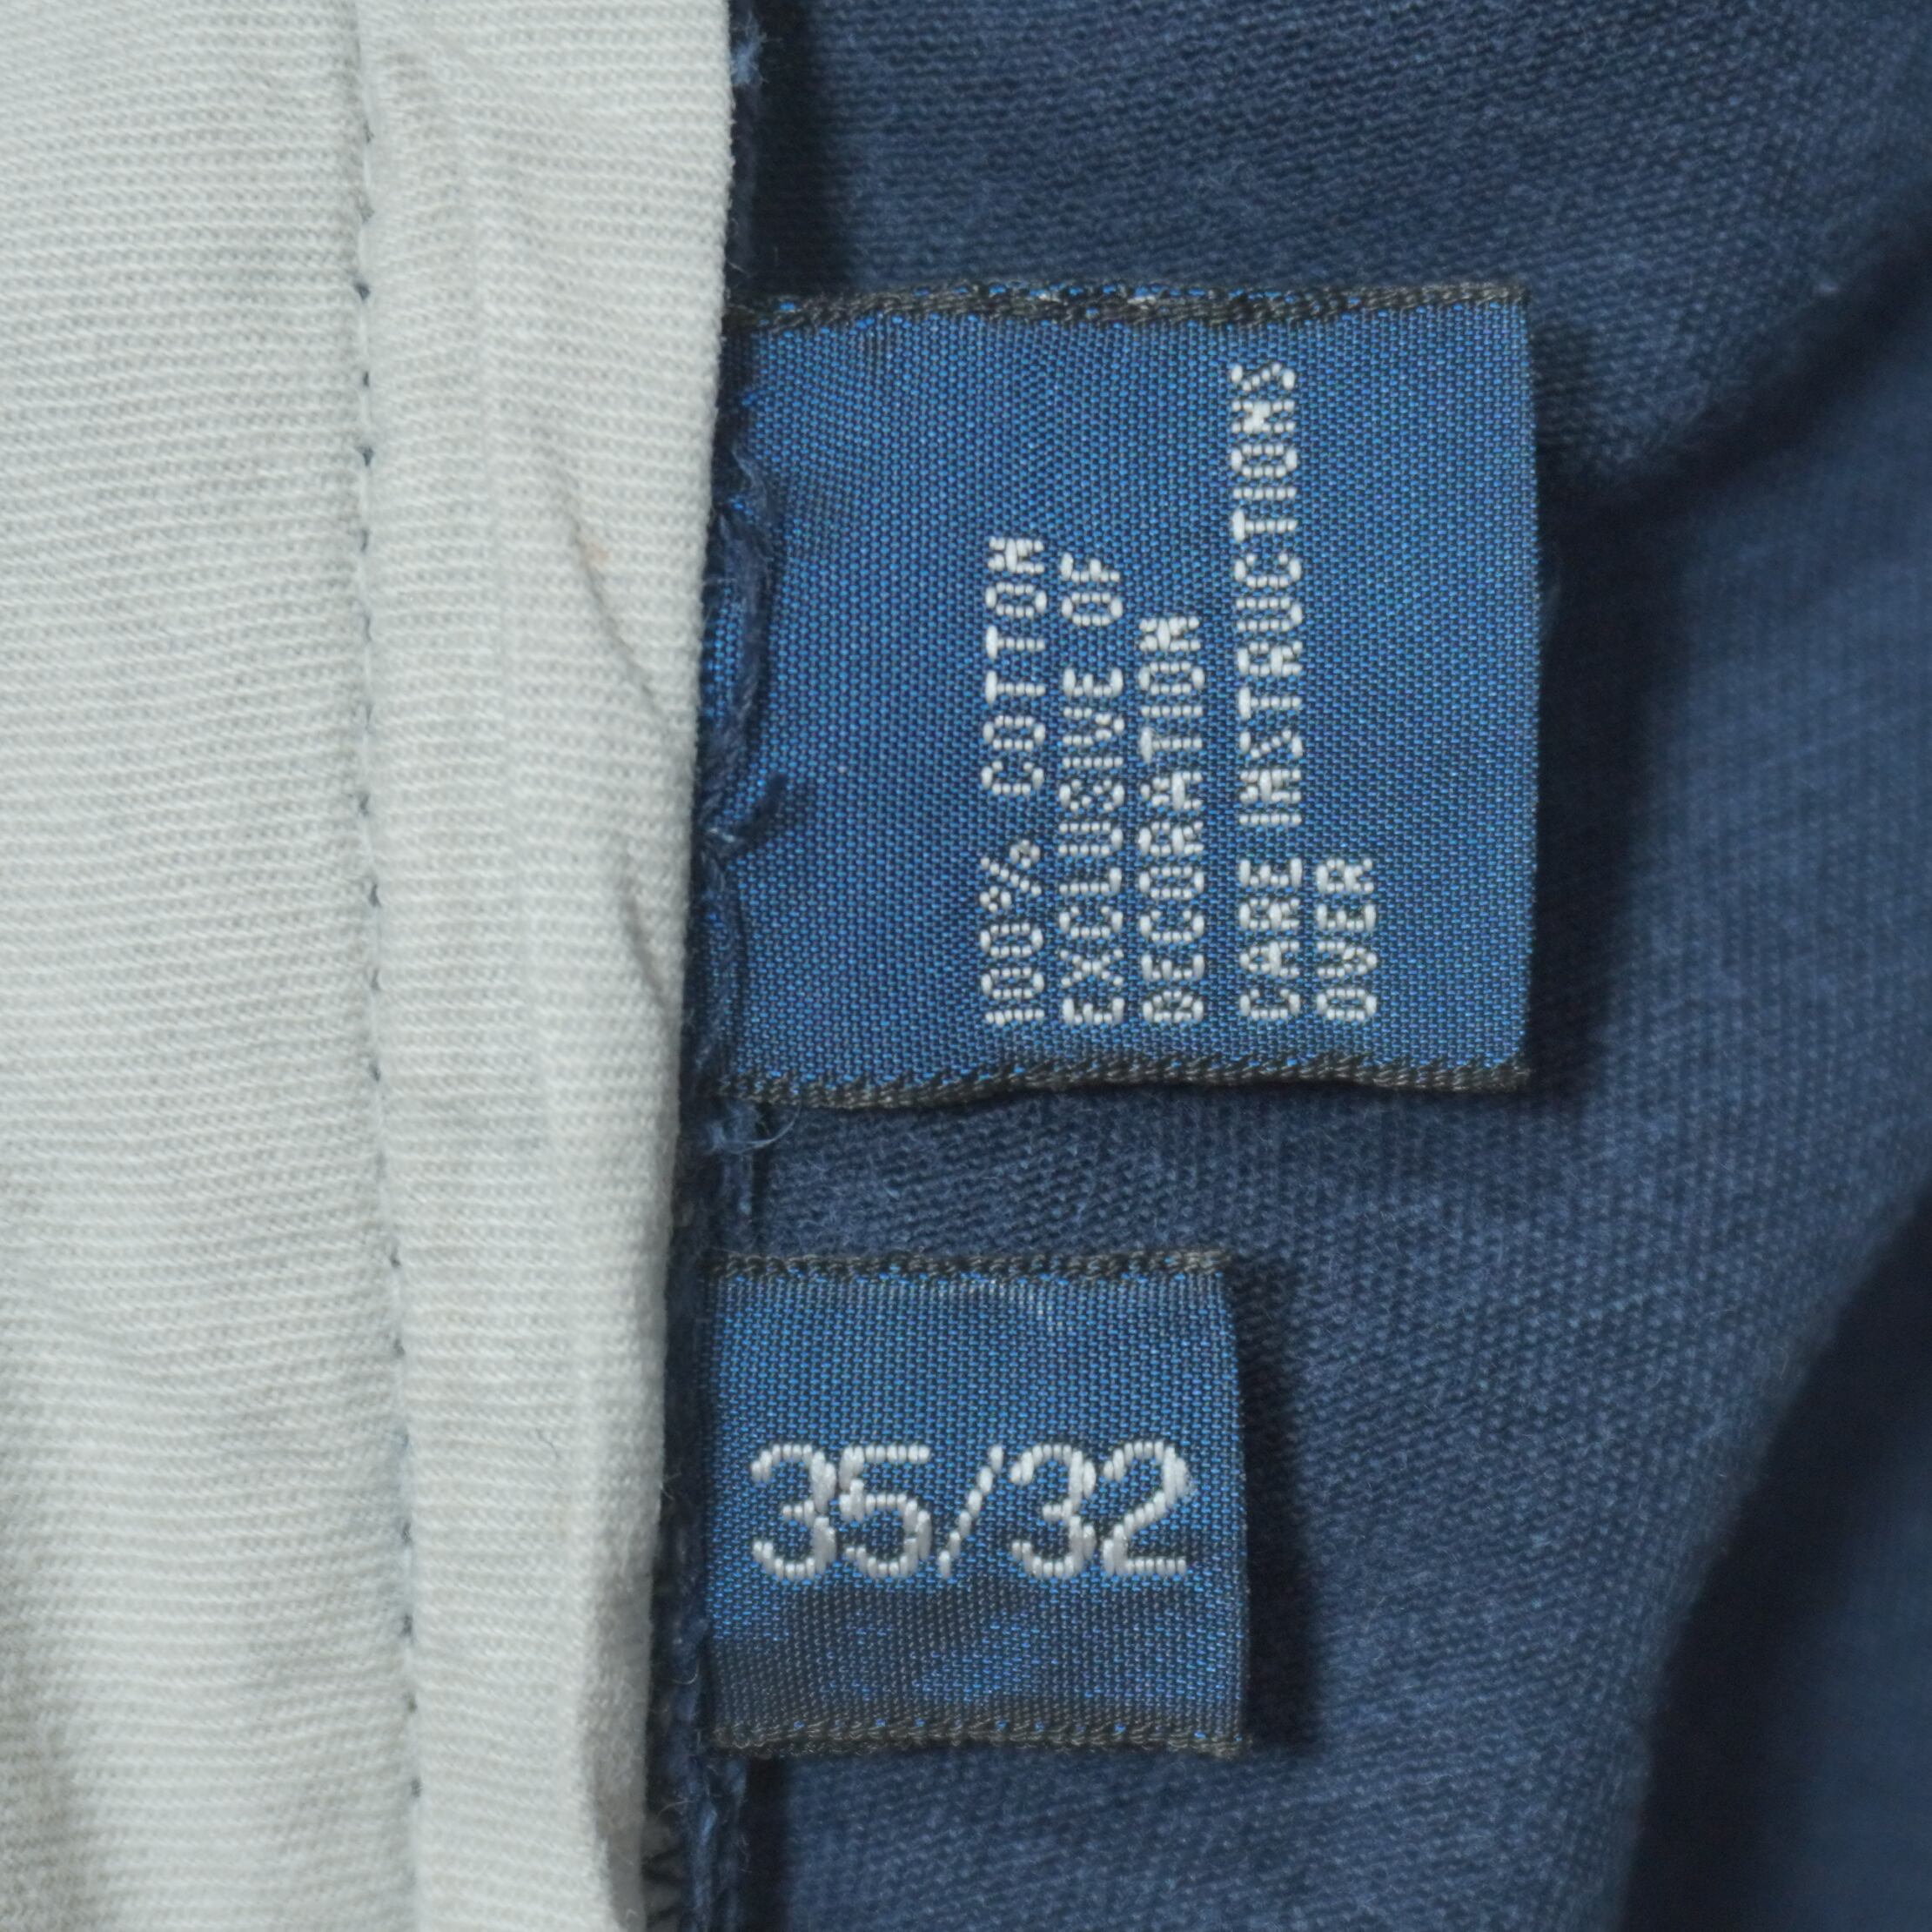 100% COTTON
EXCLUSIVE OF
DECORATION
CARE INSTRUCTIONS
OVER
35/32